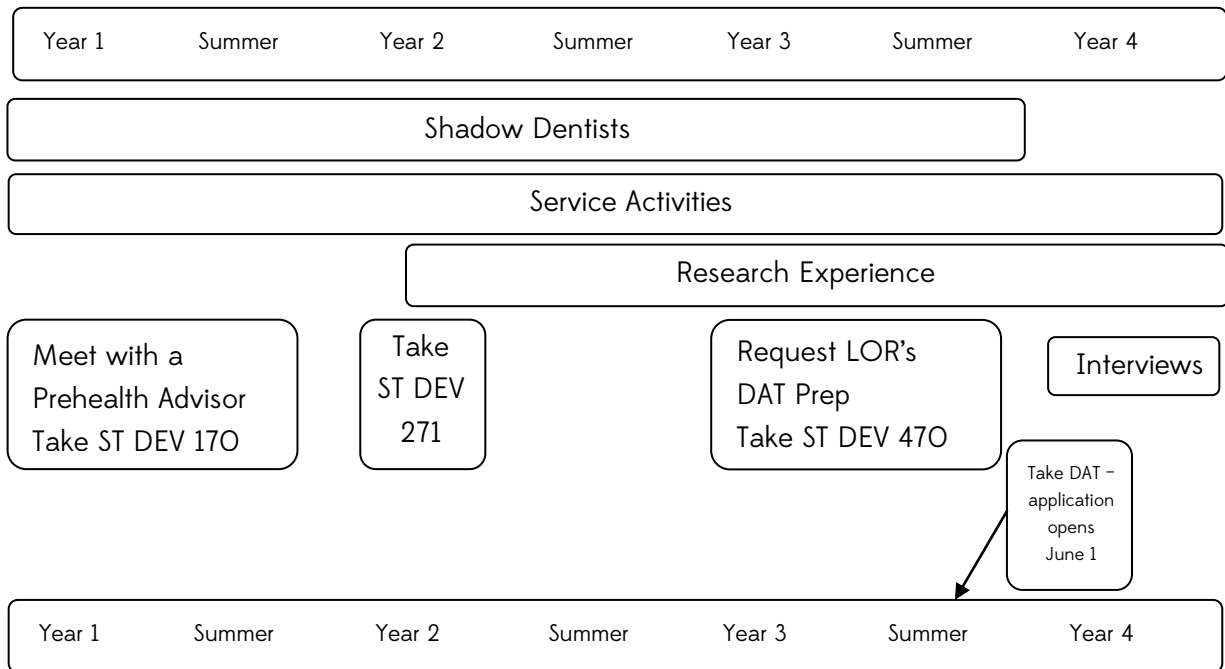 Year 1 Summer Year 2 Summer Year 3 Summer Year 4
Shadow Dentists
Service Activities
Research Experience
Meet with a
Prehealth Advisor
Take ST DEV 170
Take
ST DEV
271
Request LOR's
DAT Prep
Take ST DEV 470
Interviews
Take DAT –
application
opens
June 1
Year 1 Summer Year 2 Summer Year 3 Summer Year 4